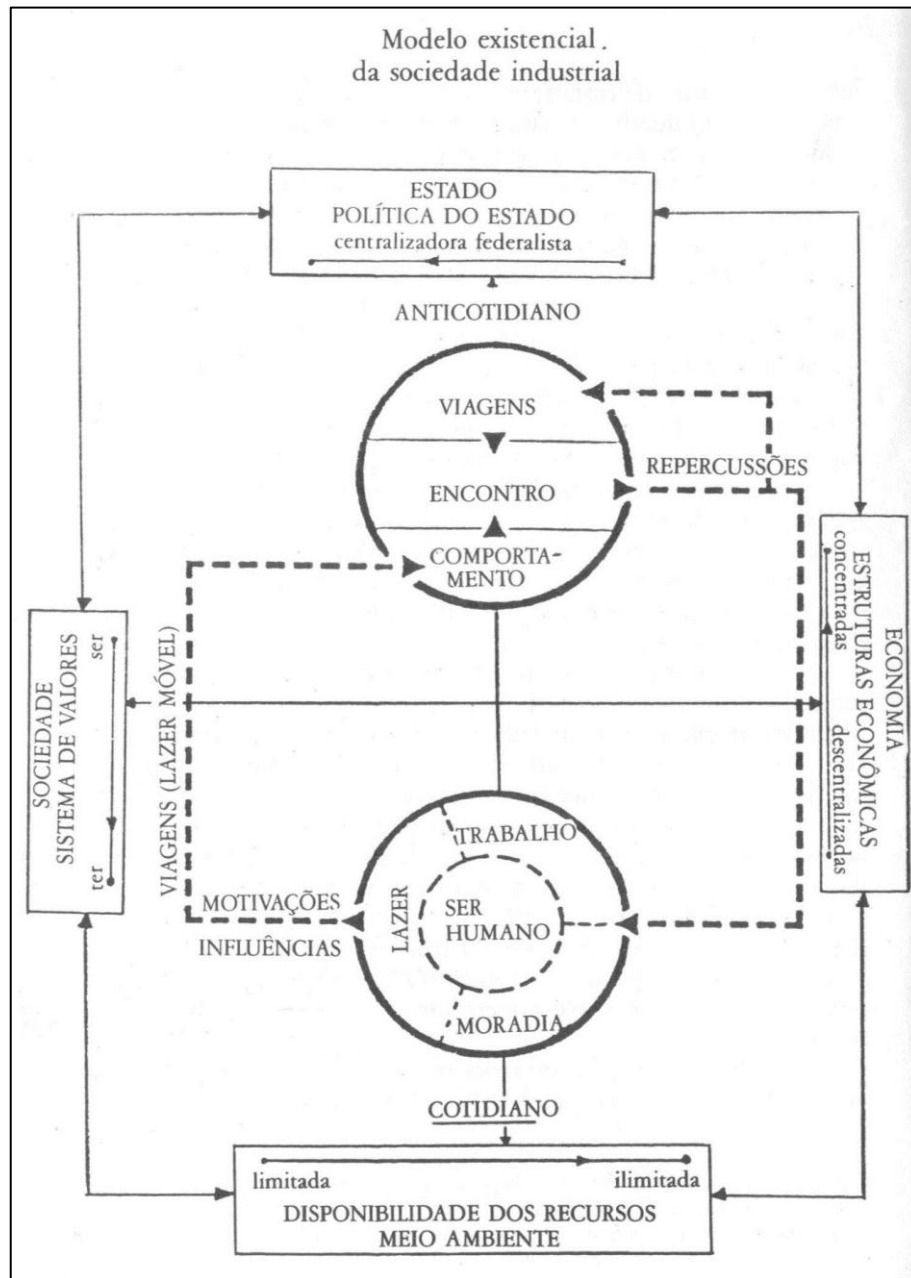 Modelo existencial.
da sociedade industrial
ESTADO
POLÍTICA DO ESTADO
centralizadora federalista
ANTICOTIDIANO
VIAGENS
ENCONTRO
COMPORTA-
MENTO
REPERCUSSÕES
SOCIEDADE
SISTEMA DE VALORES
ser
ter
VIAGENS (LAZER MÓVEL)
ECONOMIA
ESTRUTURAS ECONÔMICAS
concentradas
descentralizadas
TRABALHO
LAZER
SER
HUMANO
MORADIA
MOTIVAÇÕES
INFLUÊNCIAS
COTIDIANO
limitada
ilimitada
DISPONIBILIDADE DOS RECURSOS
MEIO AMBIENTE